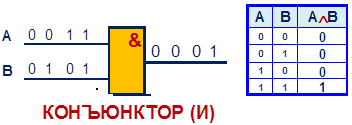 A 0 0 1 1
&
0 0 0 1
B 0 1 0 1
КОНЪЮНКТОР (И)
A B A∧B
0 0 0
0 1 0
1 0 0
1 1 1